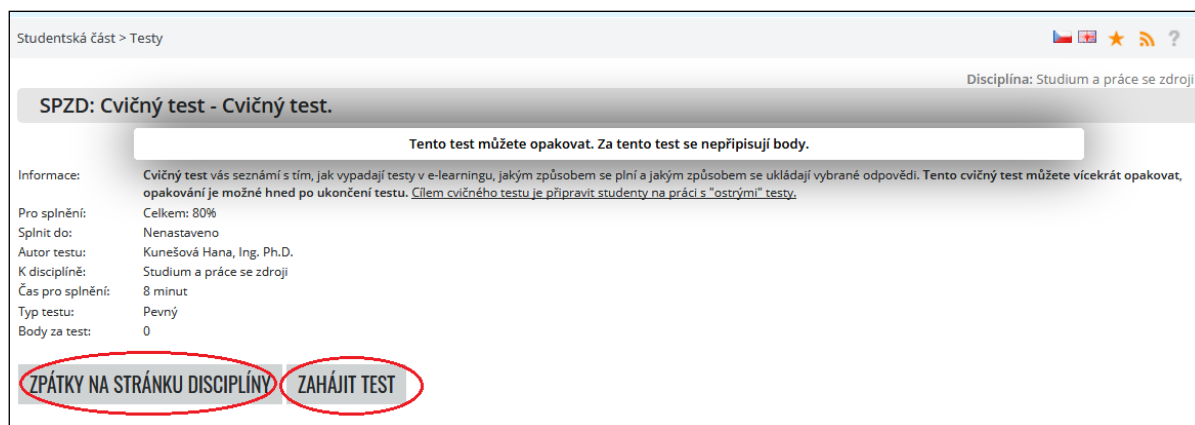 Studentská část > Testy
?
Disciplína: Studium a práce se zdroji
SPZD: Cvičný test - Cvičný test.
Tento test můžete opakovat. Za tento test se nepřipisují body.
Informace: Cvičný test vás seznámí s tím, jak vypadají testy v e-learningu, jakým způsobem se plní a jakým způsobem se ukládají vybrané odpovědi. Tento cvičný test můžete vícekrát opakovat,
opakování je možné hned po ukončení testu. Cílem cvičného testu je připravit studenty na práci s "ostrými" testy.
Pro splnění: Celkem: 80%
Splnit do: Nenastaveno
Autor testu: Kunešová Hana, Ing. Ph.D.
K disciplíně: Studium a práce se zdroji
Čas pro splnění: 8 minut
Typ testu: Pevný
Body za test: 0
ZPÁTKY NA STRÁNKU DISCIPLÍNY ZAHÁJIT TEST